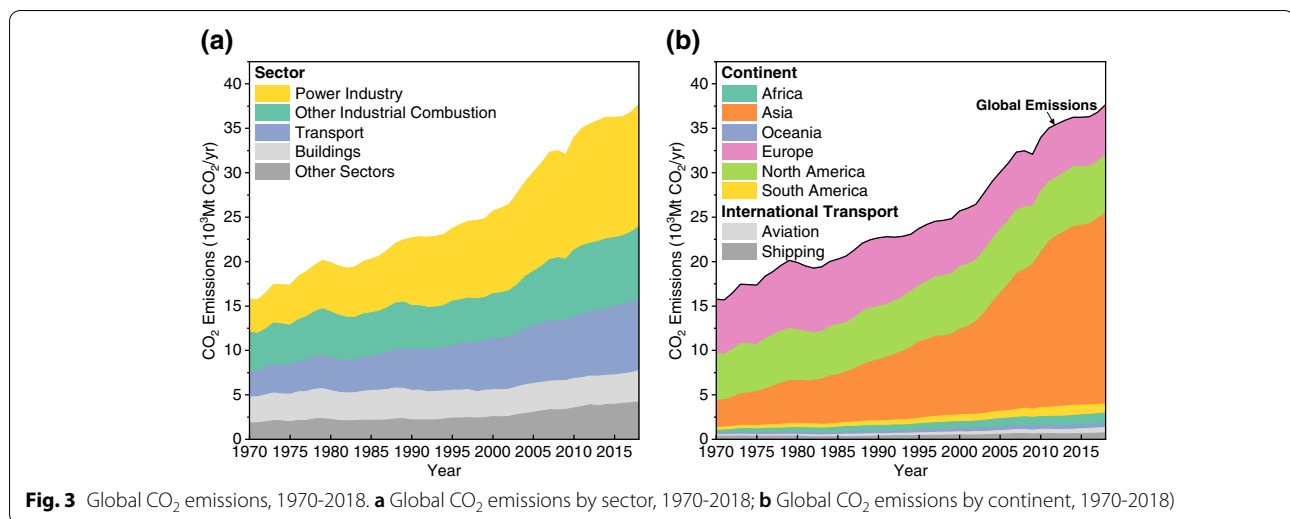 (a)
CO₂ Emissions (10³Mt CO₂/yr)
40
35
30
25
20
15
10
5
0
Sector
Power Industry
Other Industrial Combustion
Transport
Buildings
Other Sectors
1970 1975 1980 1985 1990 1995 2000 2005 2010 2015
Year
(b)
CO₂ Emissions (10³Mt CO₂/yr)
40
35
30
25
20
15
10
5
0
Continent
Africa
Asia
Oceania
Europe
North America
South America
International Transport
Aviation
Shipping
Global Emissions
1970 1975 1980 1985 1990 1995 2000 2005 2010 2015
Year
Fig. 3 Global CO₂ emissions, 1970-2018. a Global CO₂ emissions by sector, 1970-2018; b Global CO₂ emissions by continent, 1970-2018)